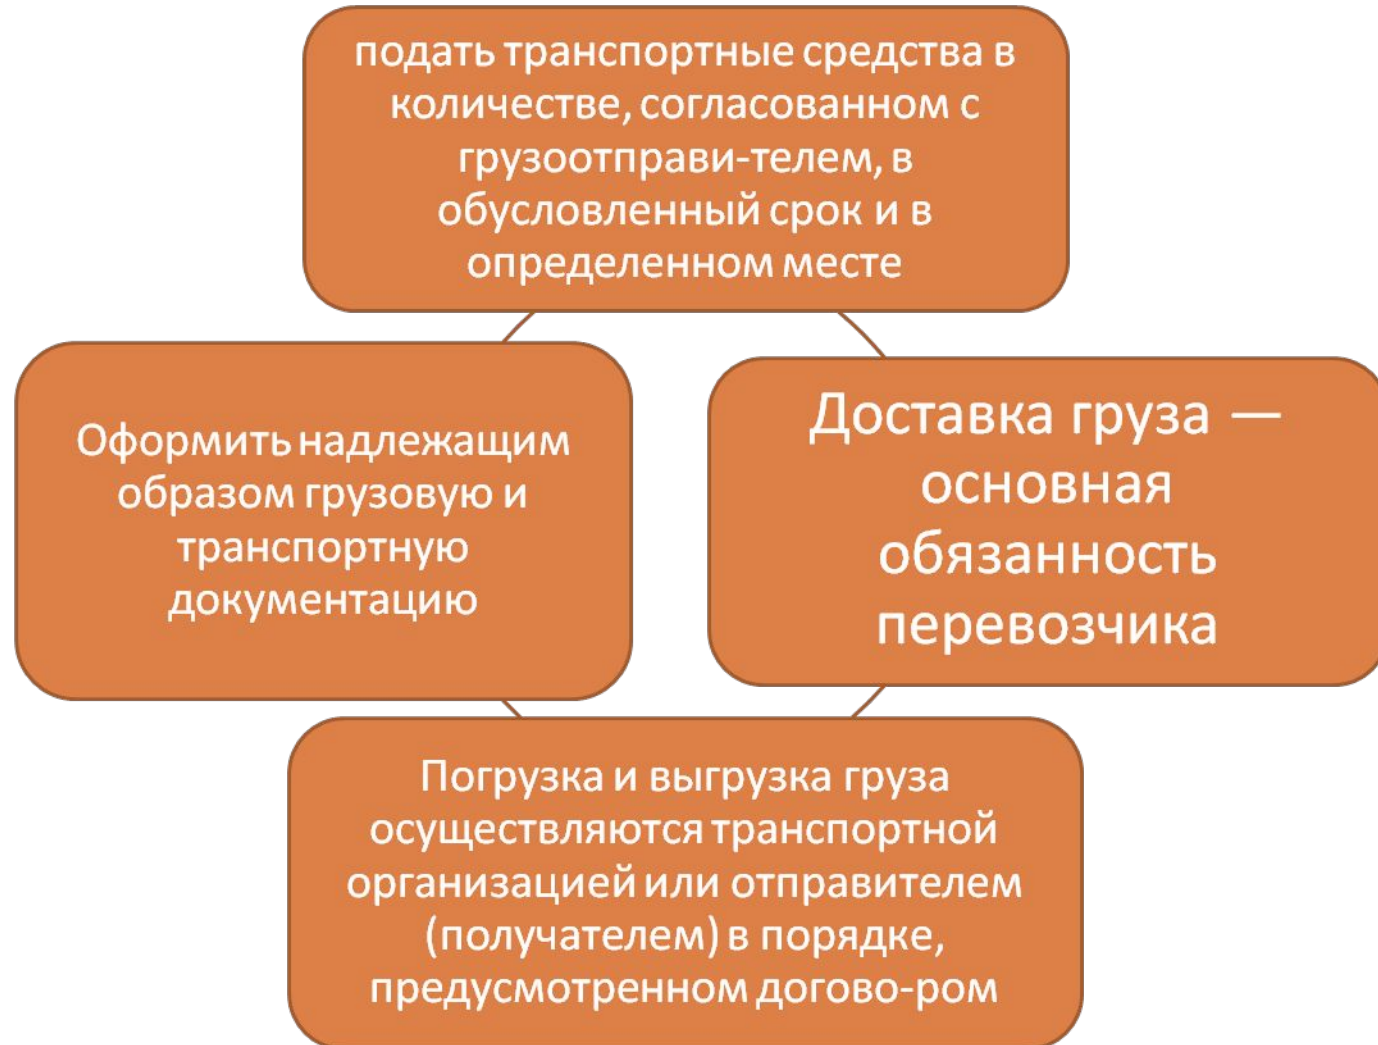 подать транспортные средства в
количестве, согласованном с
грузоотправи-телем, в
обусловленный срок и в
определенном месте
Оформить надлежащим
образом грузовую и
транспортную
документацию
Доставка груза —
основная
обязанность
перевозчика
Погрузка и выгрузка груза
осуществляются транспортной
организацией или отправителем
(получателем) в порядке,
предусмотренном догово-ром